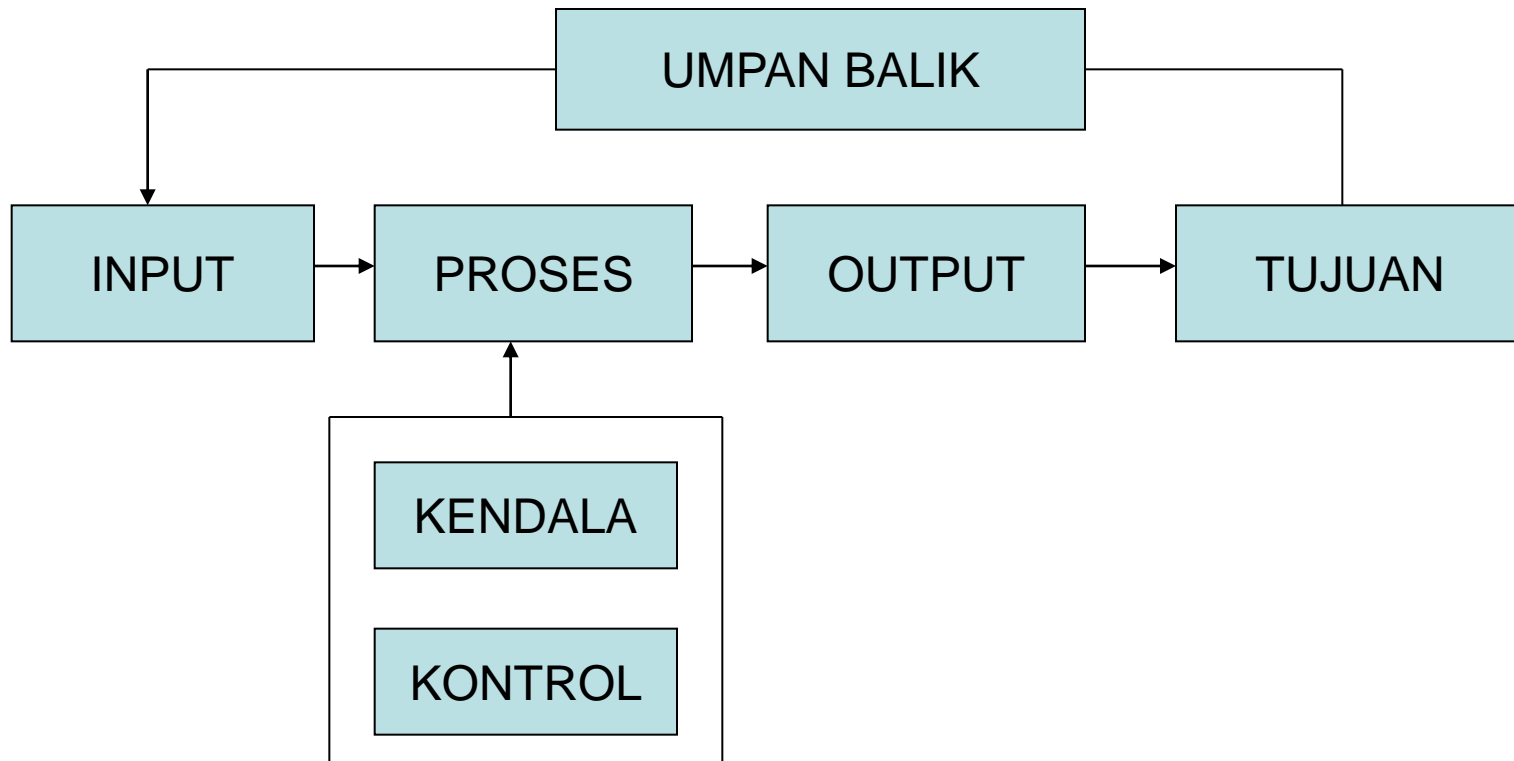 UMPAN BALIK
INPUT
PROSES
OUTPUT
TUJUAN
KENDALA
KONTROL